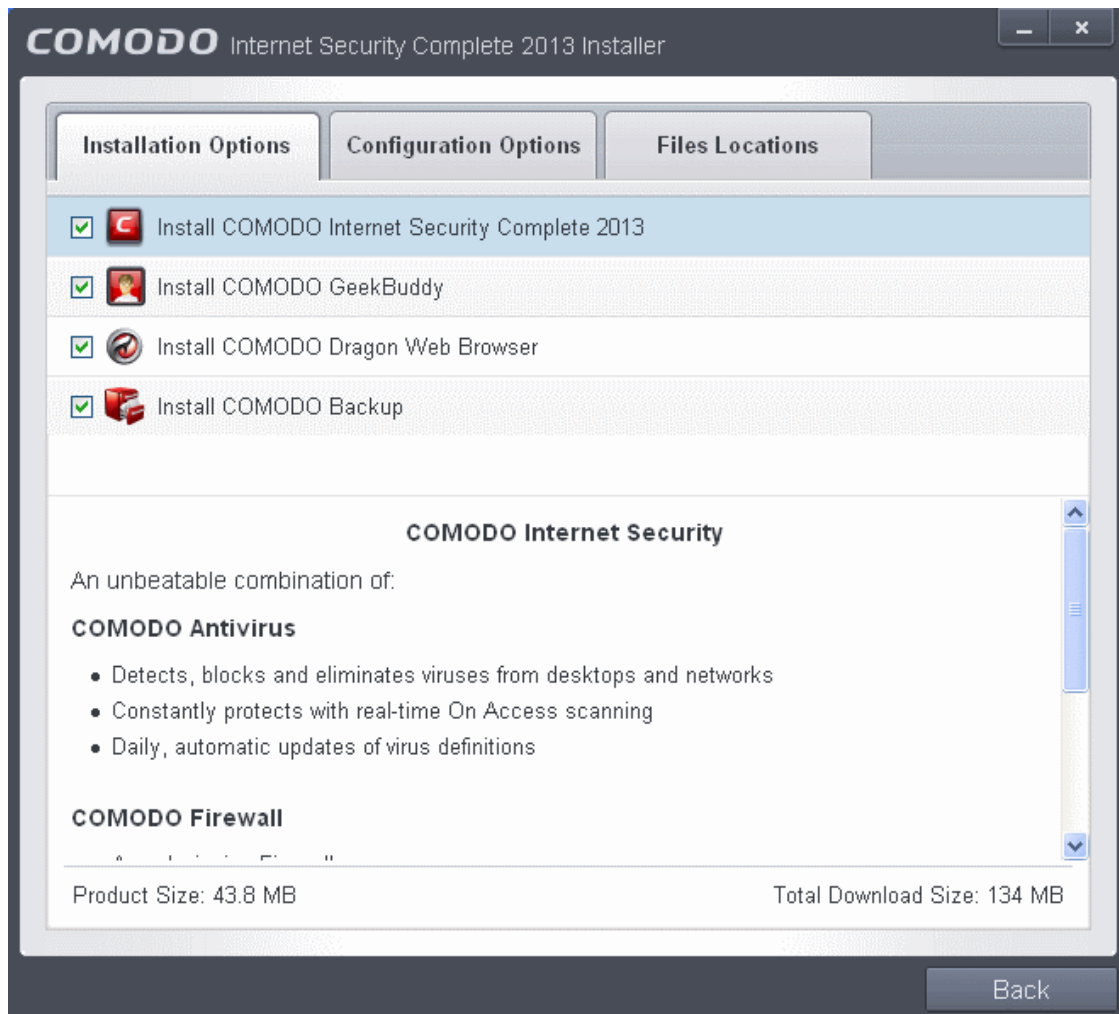 COMODO Internet Security Complete 2013 Installer
Installation Options
Configuration Options
Files Locations
Install COMODO Internet Security Complete 2013
Install COMODO GeekBuddy
Install COMODO Dragon Web Browser
Install COMODO Backup
COMODO Internet Security
An unbeatable combination of:
COMODO Antivirus
• Detects, blocks and eliminates viruses from desktops and networks
• Constantly protects with real-time On Access scanning
• Daily, automatic updates of virus definitions
COMODO Firewall
Product Size: 43.8 MB
Total Download Size: 134 MB
Back